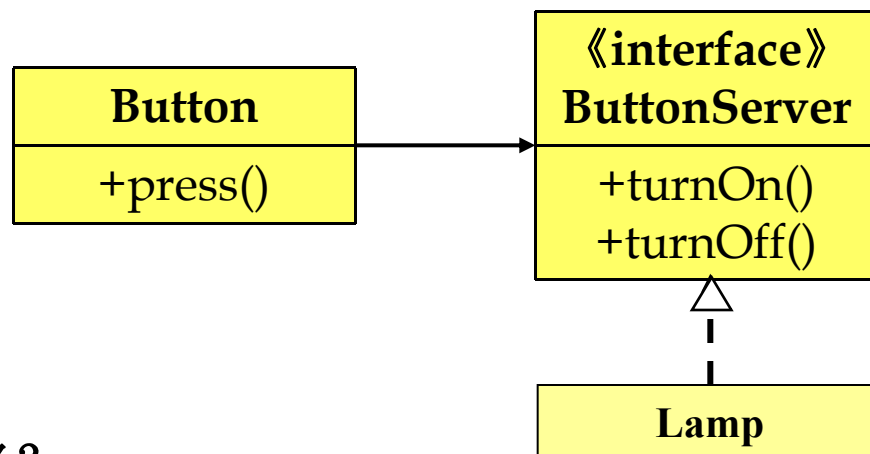 Button
+press()
《interface》
ButtonServer
+turnOn()
+turnOff()
Lamp